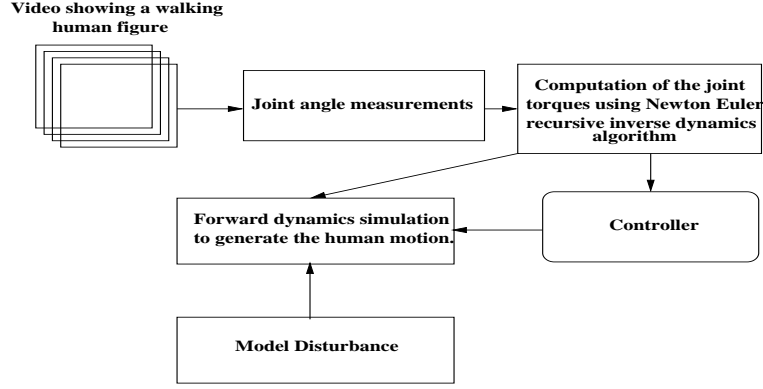 Video showing a walking
human figure
Joint angle measurements
Computation of the joint
torques using Newton Euler
recursive inverse dynamics
algorithm
Forward dynamics simulation
to generate the human motion.
Controller
Model Disturbance